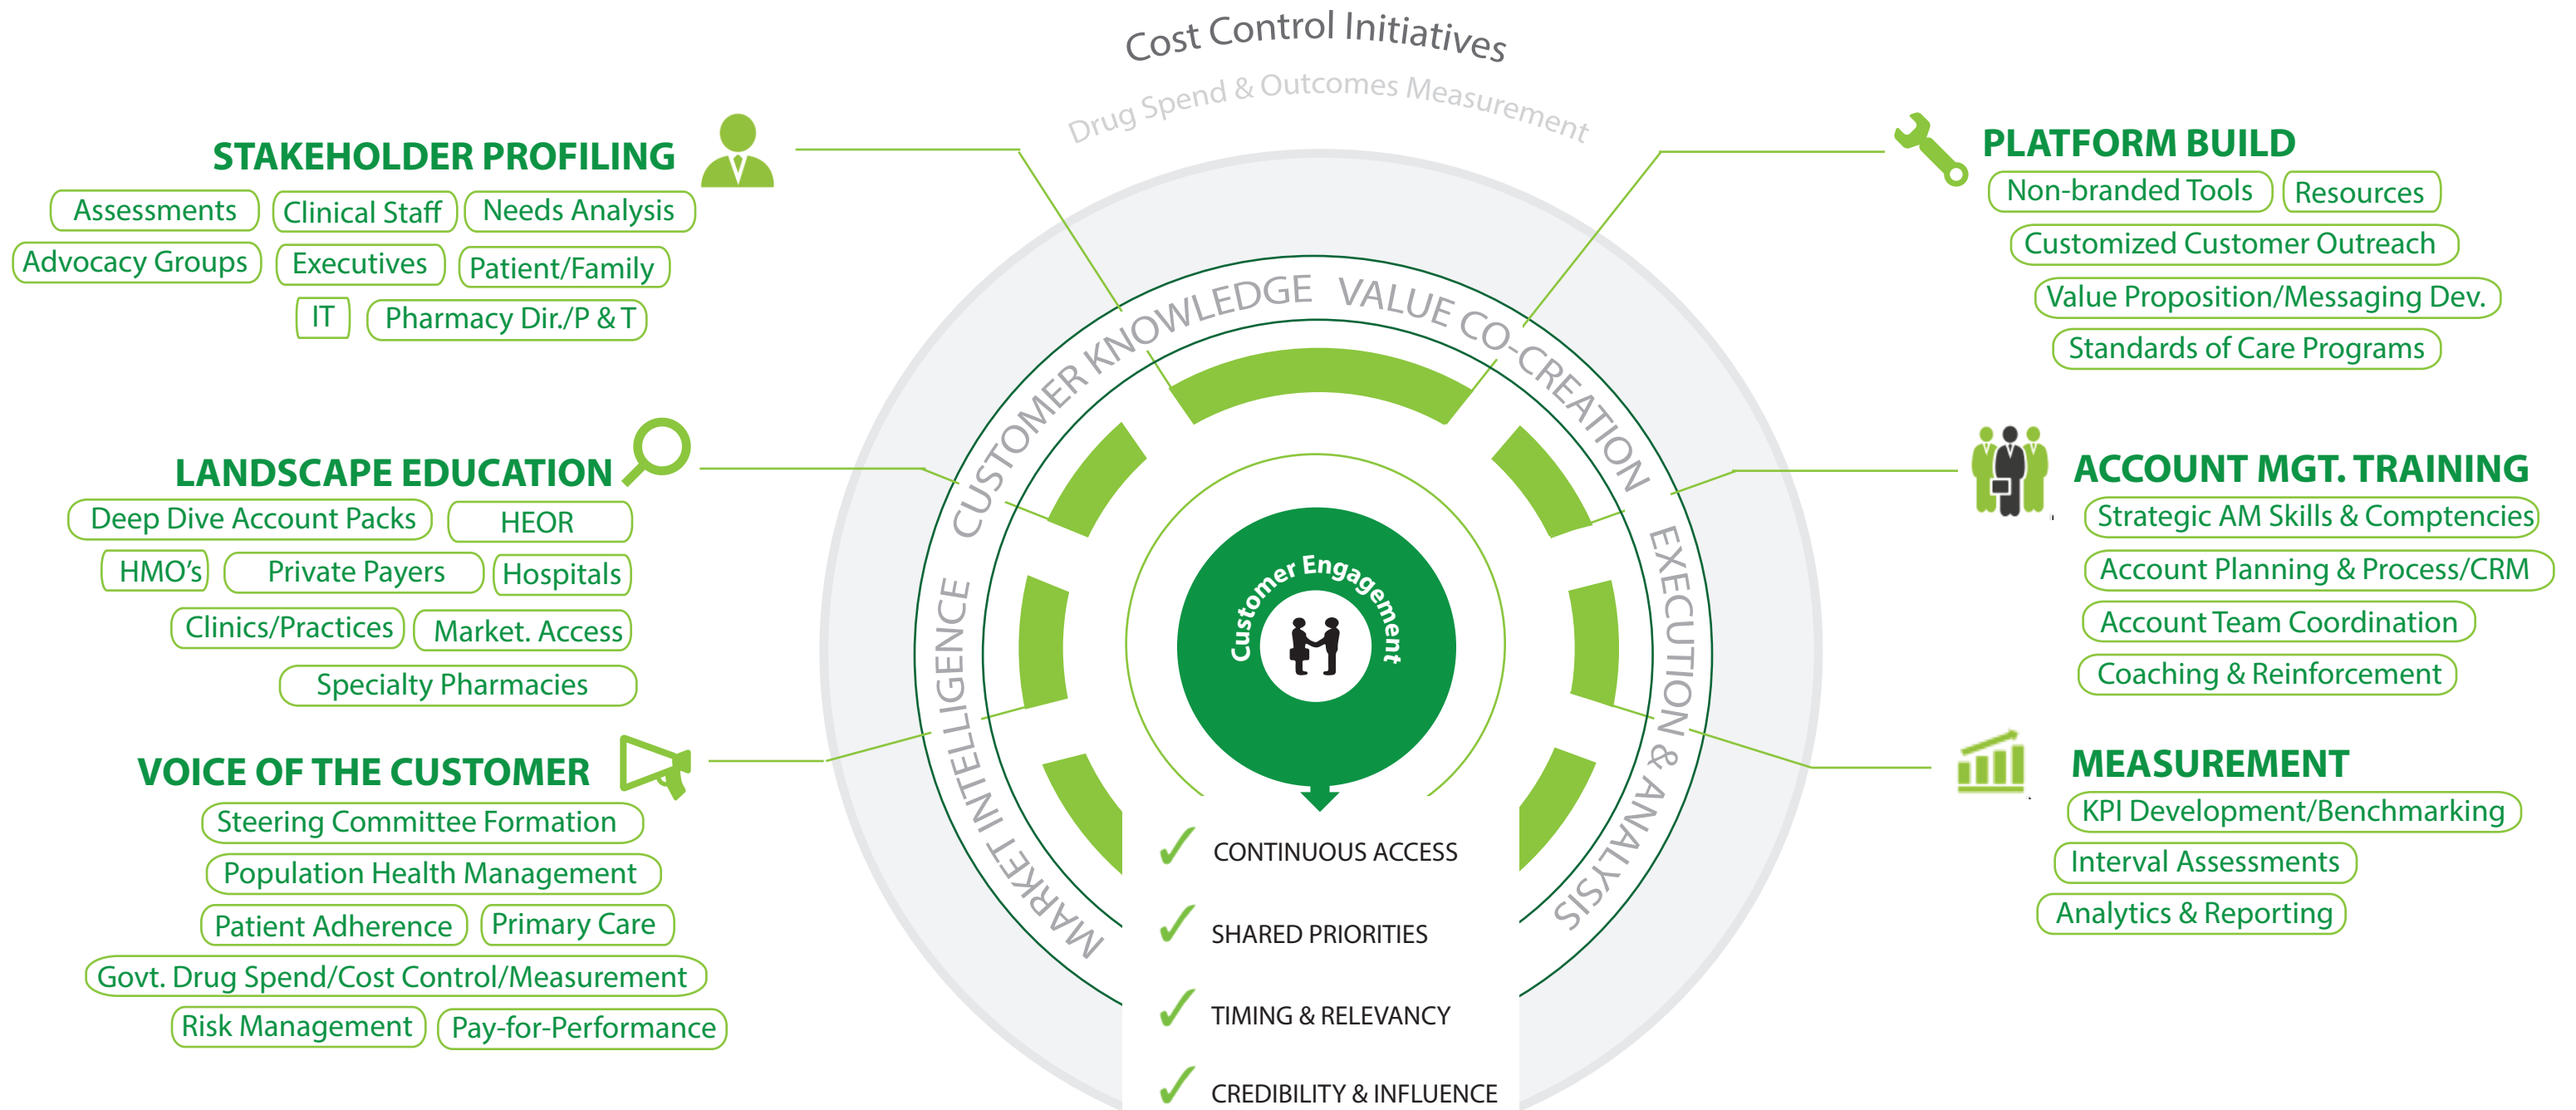 Cost Control Initiatives
Drug Spend & Outcomes Measurement
STAKEHOLDER PROFILING
Assessments
Clinical Staff
Needs Analysis
Advocacy Groups
Executives
Patient/Family
IT
Pharmacy Dir./P & T
LANDSCAPE EDUCATION
Deep Dive Account Packs
HEOR
HMO’s
Private Payers
Hospitals
Clinics/Practices
Market. Access
Specialty Pharmacies
VOICE OF THE CUSTOMER
Steering Committee Formation
Population Health Management
Patient Adherence
Primary Care
Govt. Drug Spend/Cost Control/Measurement
Risk Management
Pay-for-Performance
MARKET INTELLIGENCE
CUSTOMER KNOWLEDGE
VALUE CO-CREATION
EXECUTION & ANALYSIS
Customer Engagement
CONTINUOUS ACCESS
SHARED PRIORITIES
TIMING & RELEVANCY
CREDIBILITY & INFLUENCE
PLATFORM BUILD
Non-branded Tools
Resources
Customized Customer Outreach
Value Proposition/Messaging Dev.
Standards of Care Programs
ACCOUNT MGT. TRAINING
Strategic AM Skills & Comptencies
Account Planning & Process/CRM
Account Team Coordination
Coaching & Reinforcement
MEASUREMENT
KPI Development/Benchmarking
Interval Assessments
Analytics & Reporting